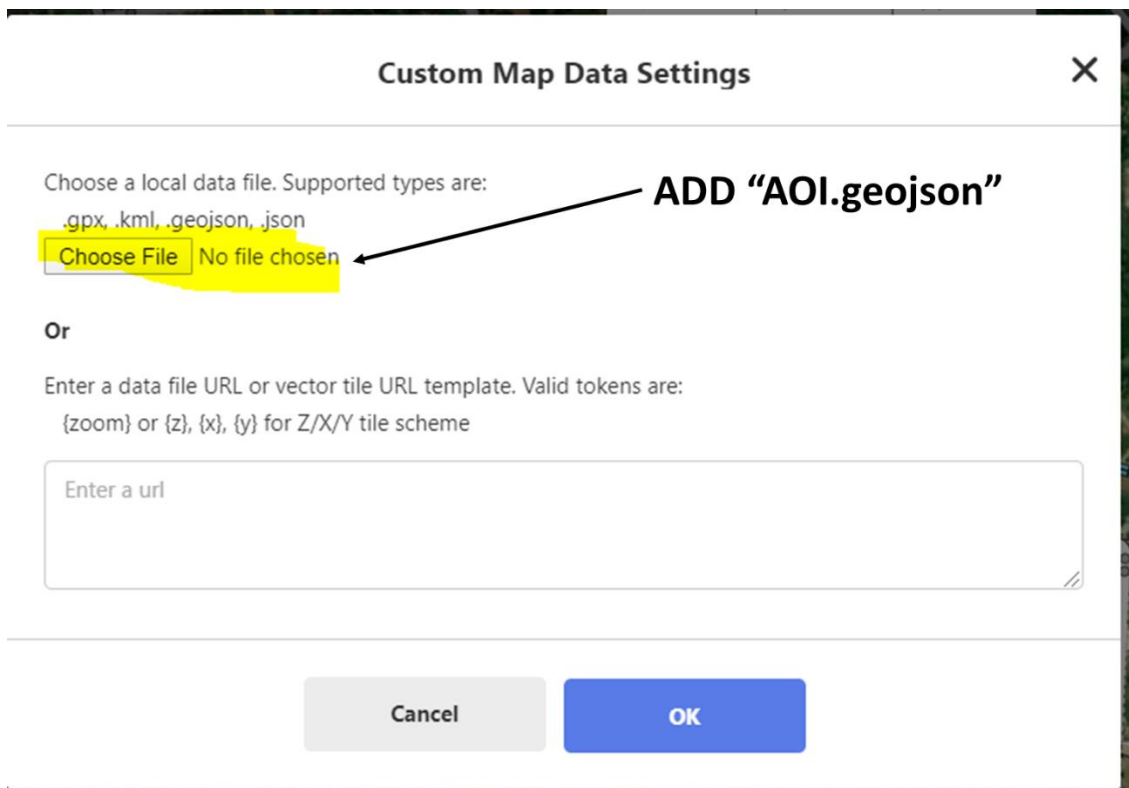 Custom Map Data Settings
Choose a local data file. Supported types are:
.gpx, .kml, .geojson, .json
ADD “AOI.geojson”
Choose File No file chosen
Or
Enter a data file URL or vector tile URL template. Valid tokens are:
{zoom} or {z}, {x}, {y} for Z/X/Y tile scheme
Enter a url
Cancel
OK